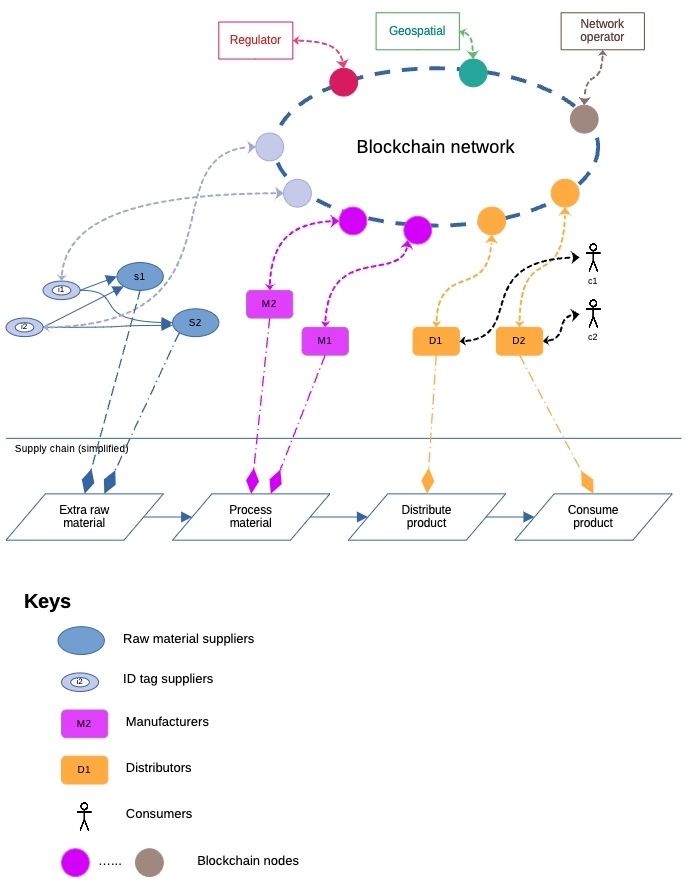 Regulator
Geospatial
Network
operator
Blockchain network
i1
s1
i2
S2
M2
M1
D1
D2
c1
c2
Supply chain (simplified)
Extra raw
material
Process
material
Distribute
product
Consume
product
Keys
Raw material suppliers
i2
ID tag suppliers
M2
Manufacturers
D1
Distributors
Consumers
......
Blockchain nodes